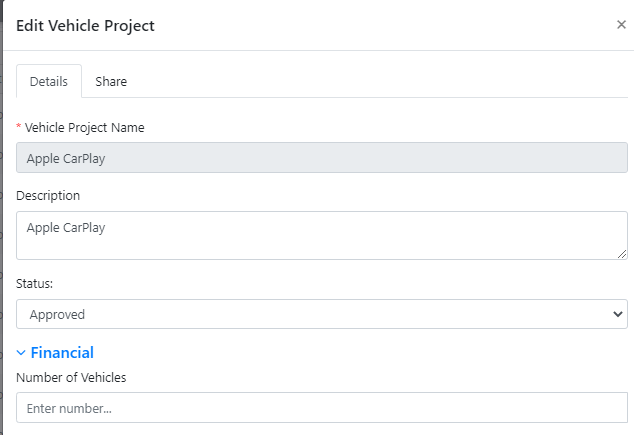 Edit Vehicle Project ×
Details Share
* Vehicle Project Name
Apple CarPlay
Description
Apple CarPlay
Status:
Approved
Financial
Number of Vehicles
Enter number...